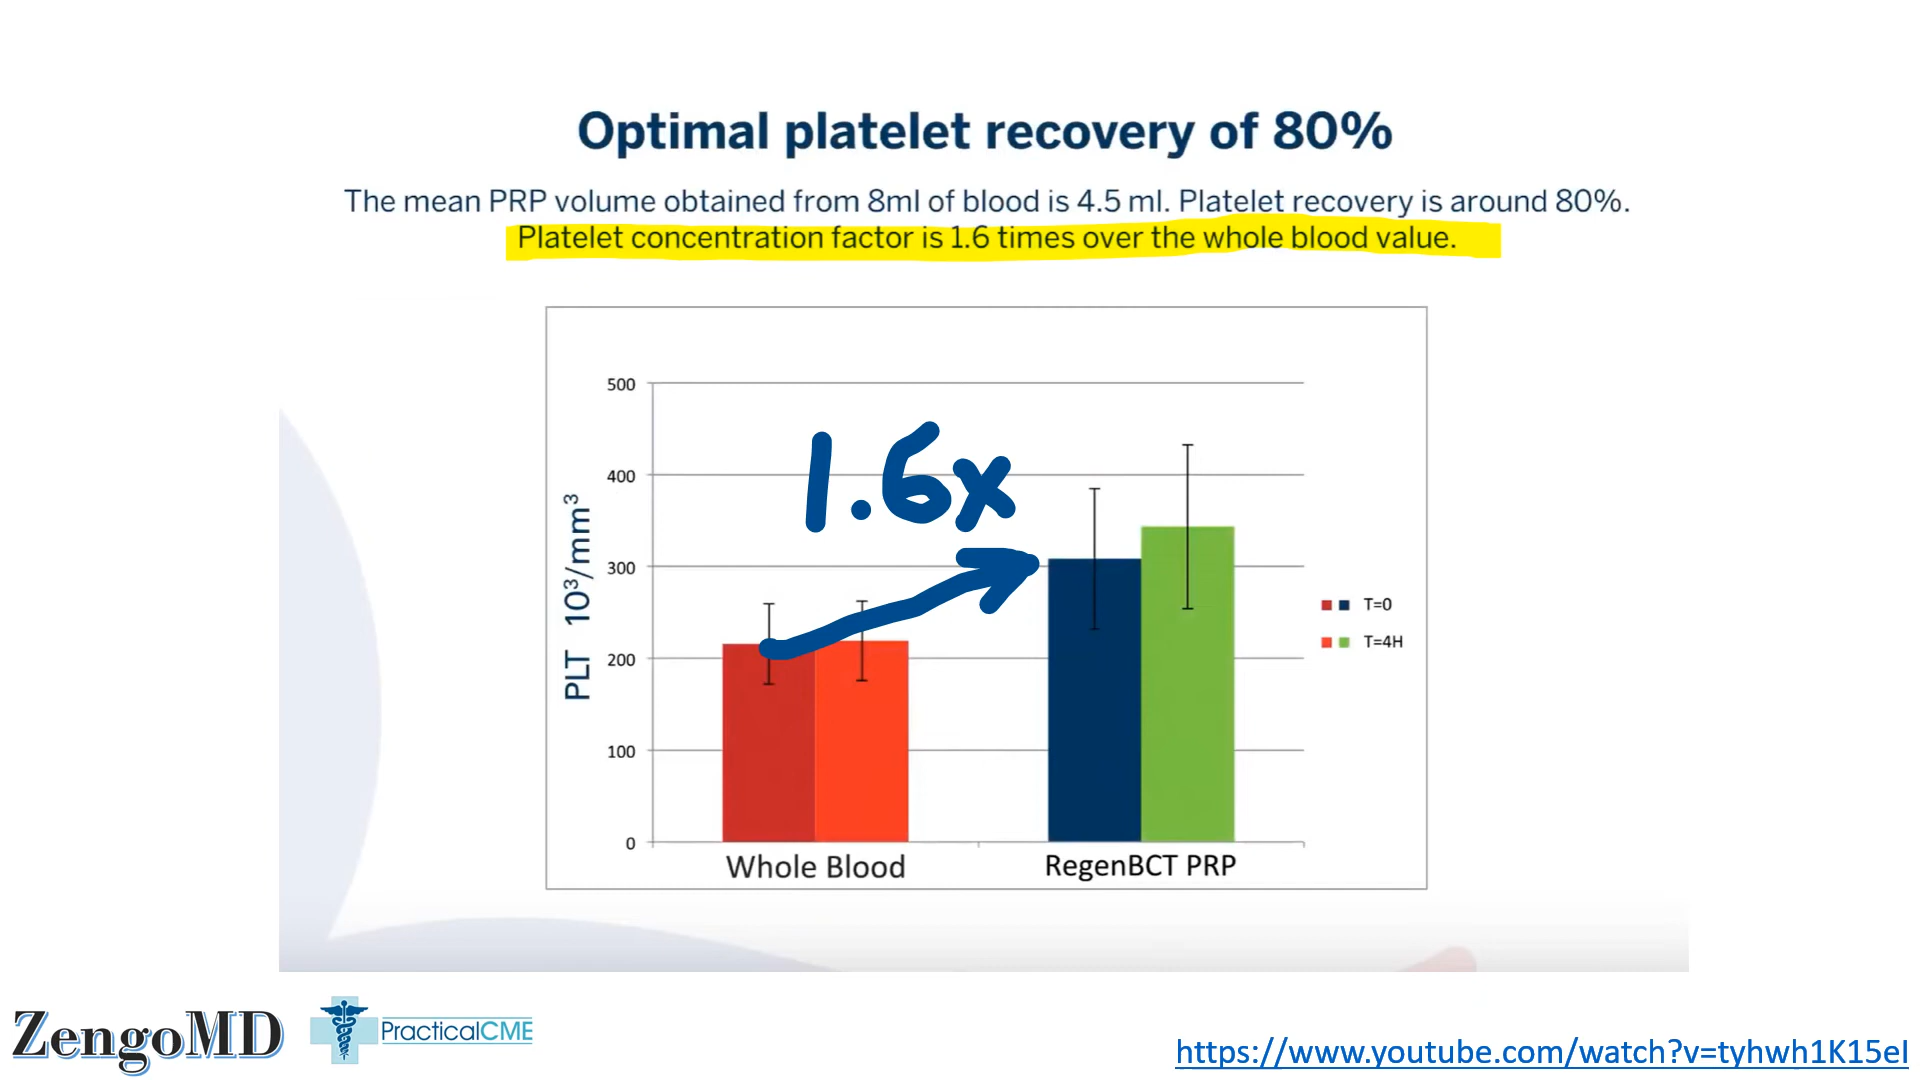 Optimal platelet recovery of 80%
The mean PRP volume obtained from 8ml of blood is 4.5 ml. Platelet recovery is around 80%.
Platelet concentration factor is 1.6 times over the whole blood value.
500
400
300
200
100
0
PLT 10³/mm³
1.6x
Whole Blood
RegenBCT PRP
T=0
T=4H
ZengoMD
PracticalCME
https://www.youtube.com/watch?v=tyhwh1K15eI